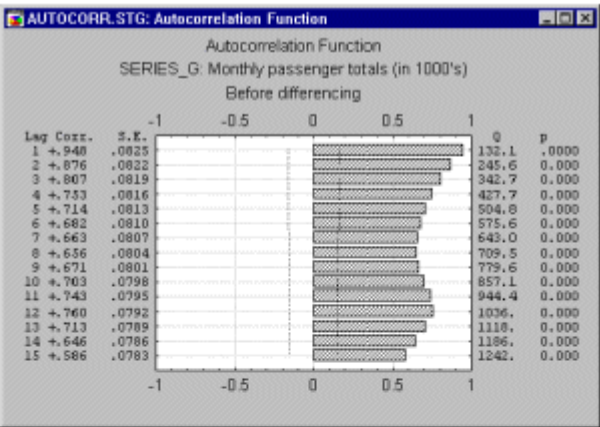 AUTOCORR.STG: Autocorrelation Function
Autocorrelation Function
SERIES_G: Monthly passenger totals (in 1000's)
Before differencing
-1 -0.5 0 0.5 1
Lag Corr. S.E. Q p
1 +.948 .0825 132.1 .0000
2 +.876 .0822 245.6 0.000
3 +.807 .0819 342.7 0.000
4 +.753 .0816 427.7 0.000
5 +.714 .0813 504.8 0.000
6 +.682 .0810 575.6 0.000
7 +.663 .0807 643.0 0.000
8 +.656 .0804 709.5 0.000
9 +.671 .0801 779.6 0.000
10 +.703 .0798 857.1 0.000
11 +.743 .0795 944.4 0.000
12 +.760 .0792 1036. 0.000
13 +.713 .0789 1118. 0.000
14 +.646 .0786 1186. 0.000
15 +.586 .0783 1242. 0.000
-1 -0.5 0 0.5 1